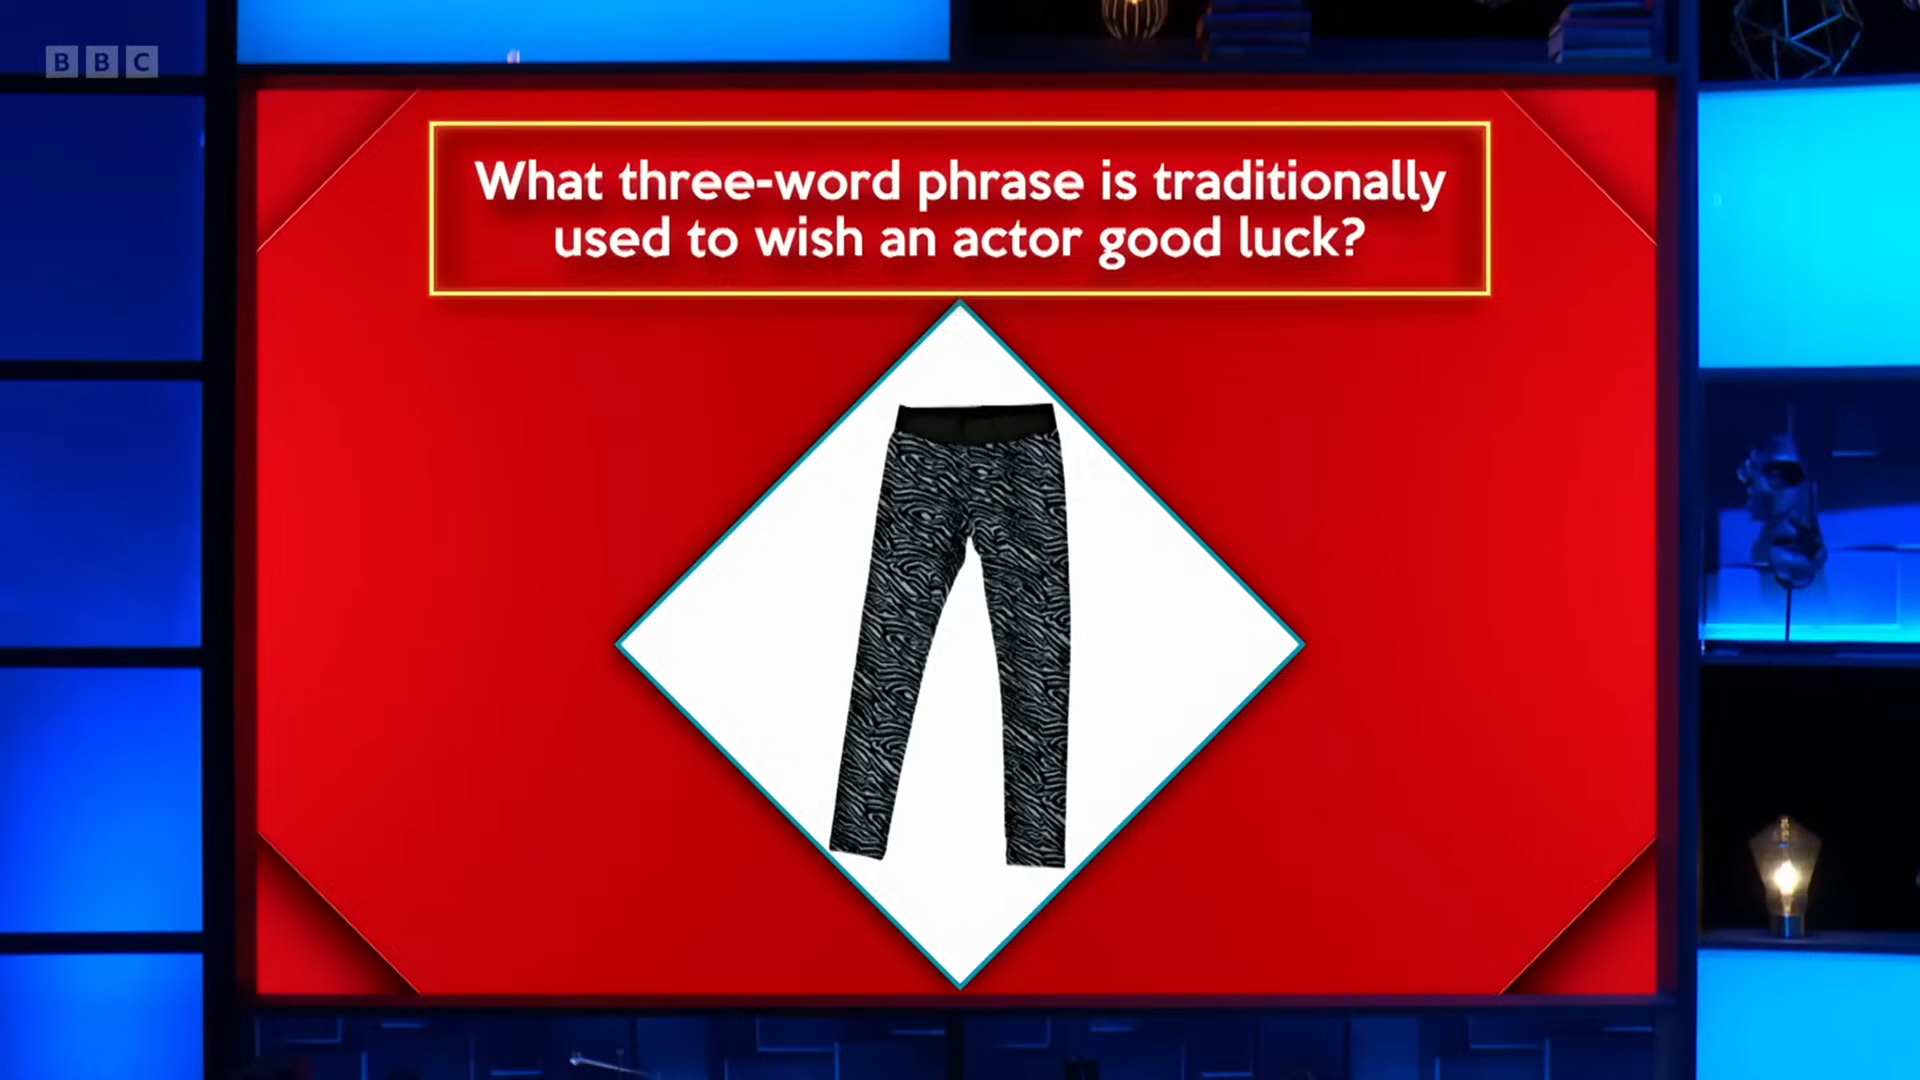 BBC
What three-word phrase is traditionally
used to wish an actor good luck?